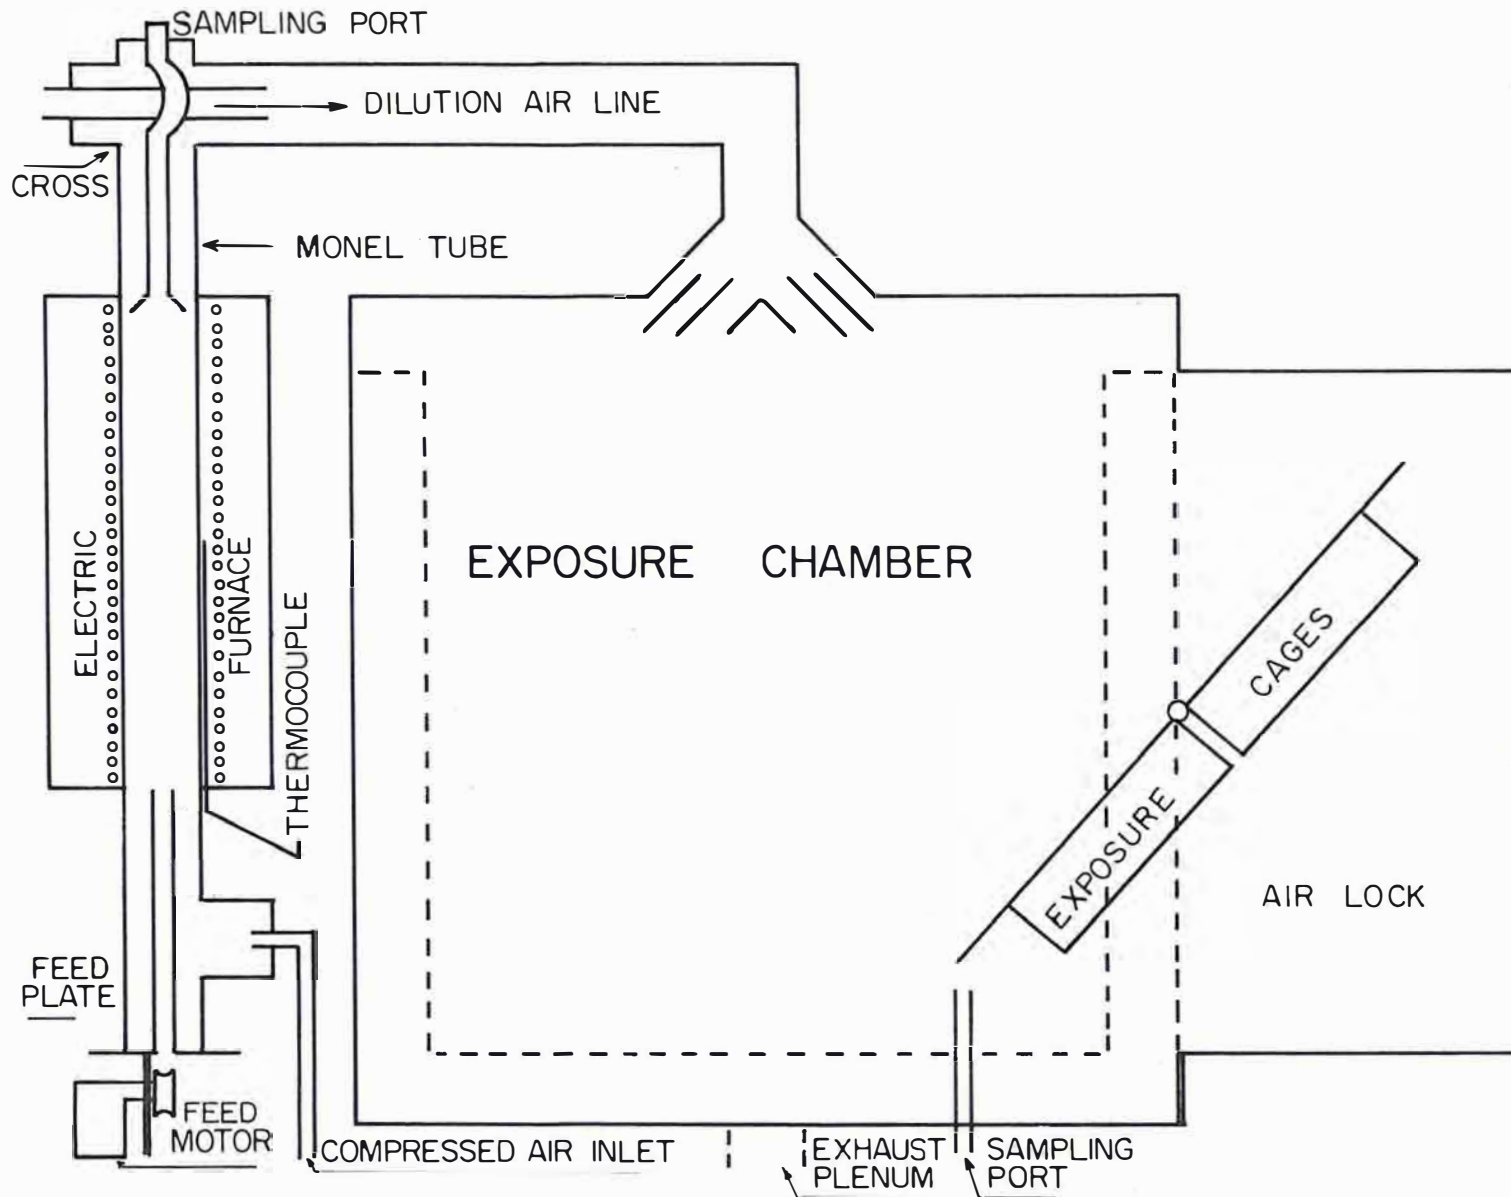 SAMPLING PORT
DILUTION AIR LINE
CROSS
MONEL TUBE
ELECTRIC
FURNACE
THERMOCOUPLE
EXPOSURE CHAMBER
CAGES
EXPOSURE
AIR LOCK
FEED
PLATE
FEED
MOTOR
COMPRESSED AIR INLET
EXHAUST
PLENUM
SAMPLING
PORT